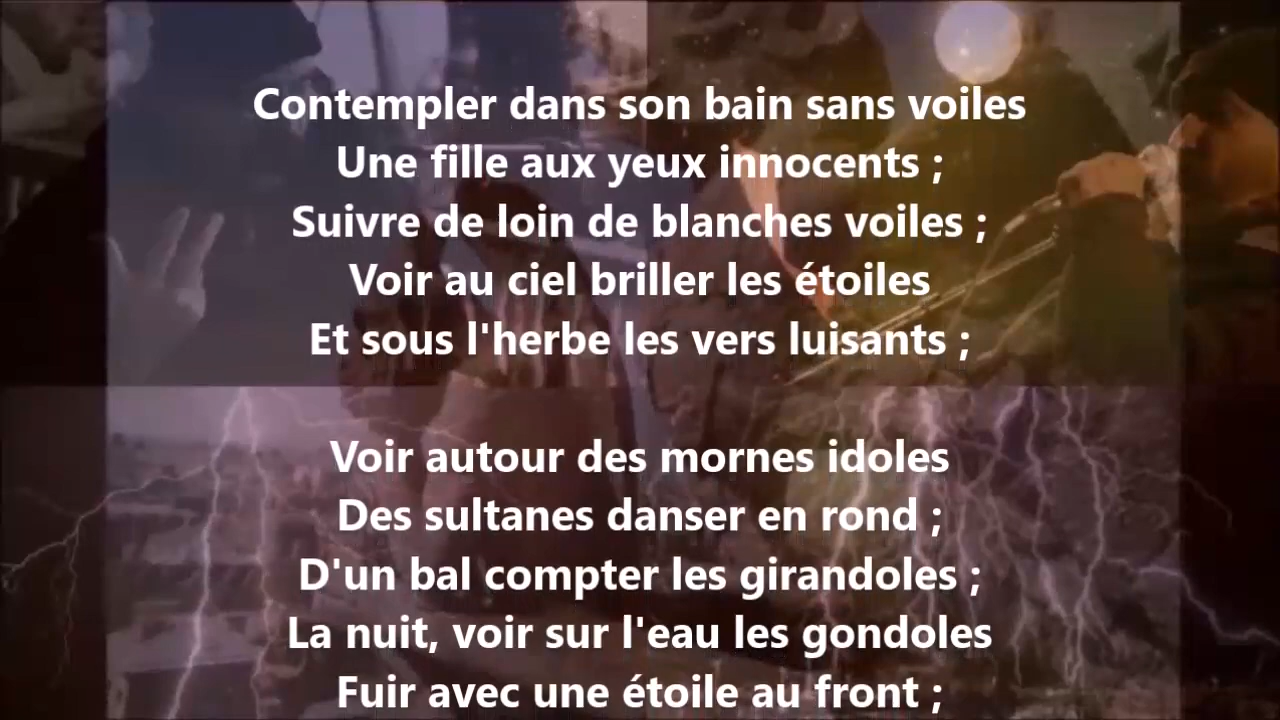 Contempler dans son bain sans voiles
Une fille aux yeux innocents ;
Suivre de loin de blanches voiles ;
Voir au ciel briller les étoiles
Et sous l'herbe les vers luisants ;
Voir autour des mornes idoles
Des sultanes danser en rond ;
D'un bal compter les girandoles ;
La nuit, voir sur l'eau les gondoles
Fuir avec une étoile au front ;